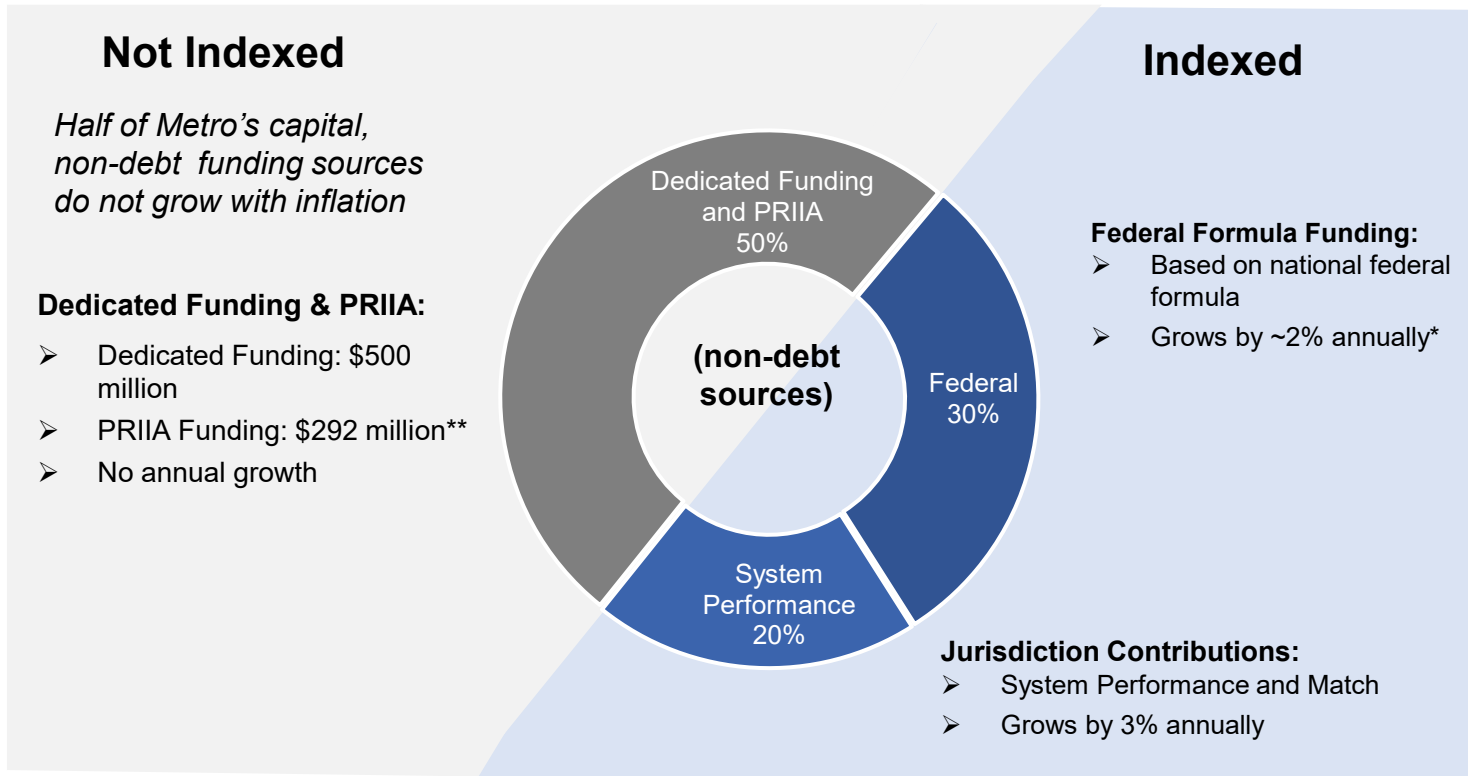 Not Indexed
Half of Metro’s capital,
non-debt  funding sources
do not grow with inflation
Dedicated Funding & PRIIA:
➢ Dedicated Funding: $500
million
➢ PRIIA Funding: $292 million**
➢ No annual growth
Dedicated Funding
and PRIIA
50%
(non-debt
sources)
Federal
30%
System
Performance
20%
Indexed
Federal Formula Funding:
➢ Based on national federal
formula
➢ Grows by ~2% annually*
Jurisdiction Contributions:
➢ System Performance and Match
➢ Grows by 3% annually